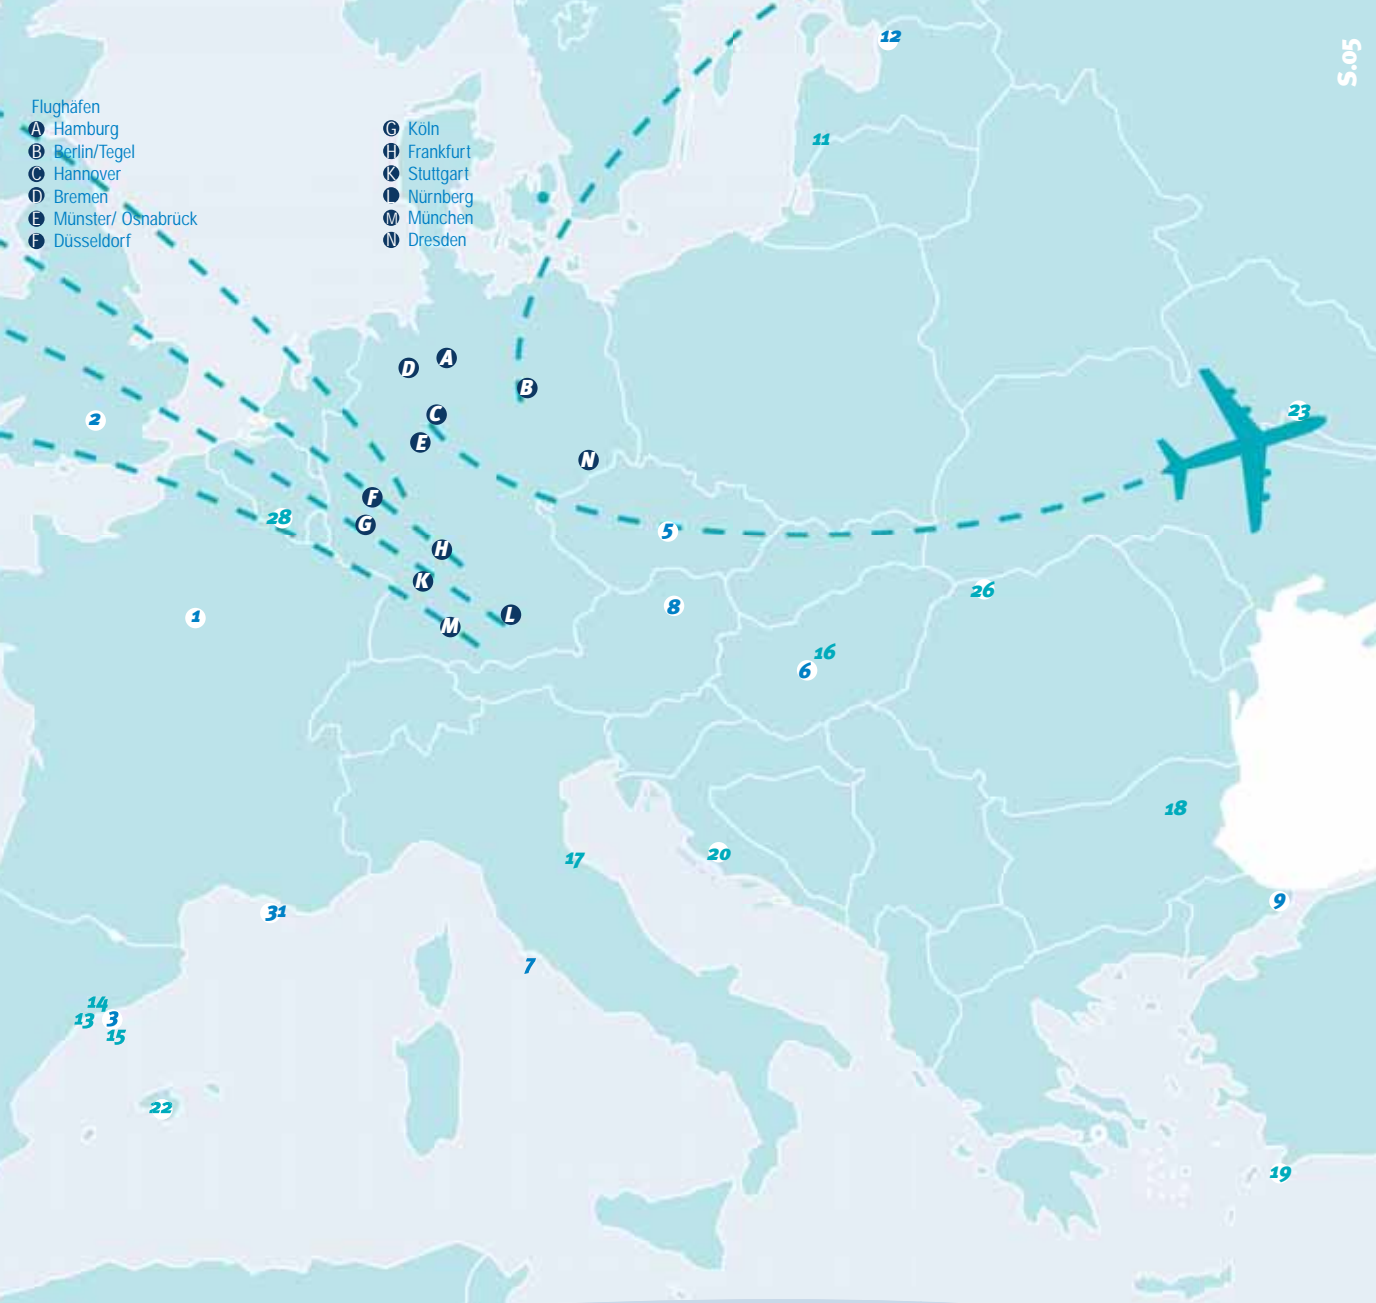 S.05
Flughäfen
A Hamburg
B Berlin/Tegel
C Hannover
D Bremen
E Münster/ Osnabrück
F Düsseldorf
G Köln
H Frankfurt
K Stuttgart
L Nürnberg
M München
N Dresden
12
11
D
A
B
23
2
C
E
N
F
28
G
5
H
K
26
8
1
L
M
16
6
18
17
20
9
31
7
14
13
3
15
22
19